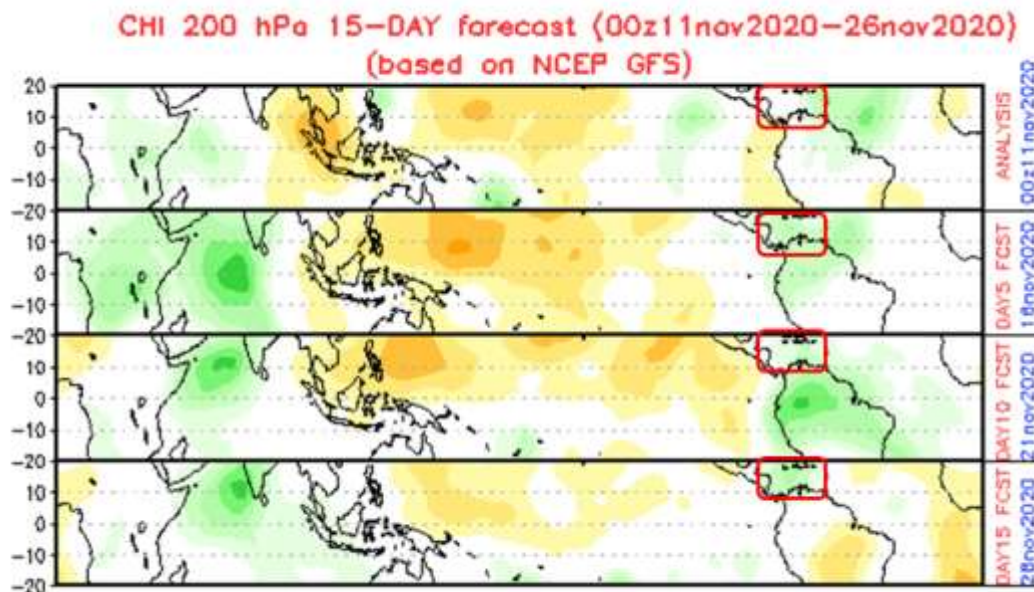 CHI 200 hPa 15-DAY forecast (00z11nov2020-26nov2020)
(based on NCEP GFS)
20
10
0
-10
-20
10
0
-10
-20
10
0
-10
-20
10
0
-10
-20
ANALYSIS
00z11nov2020
DAY5 FCST
16nov2020
DAY10 FCST
21nov2020
DAY15 FCST
26nov2020